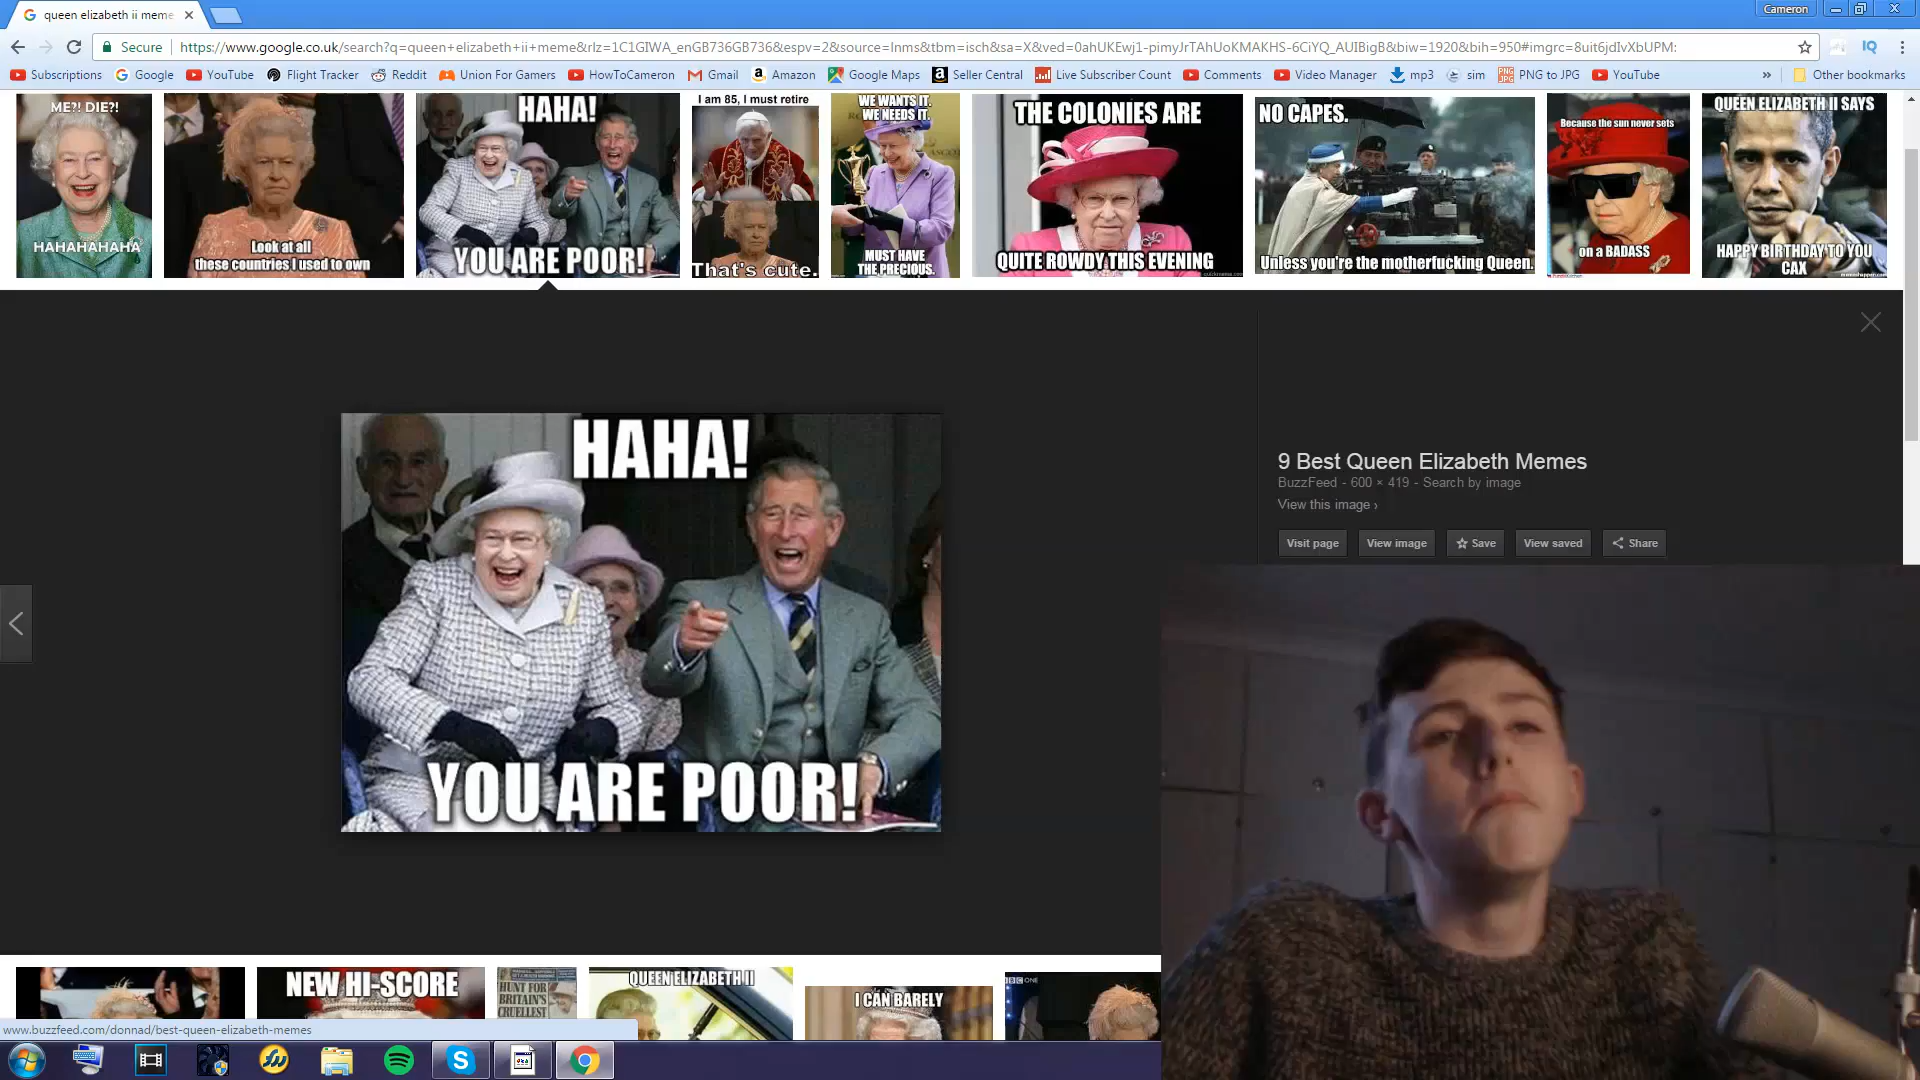 queen elizabeth ii meme
Cameron
Secure
https://www.google.co.uk/search?q=queen+elizabeth+ii+meme&rlz=1C1GIWA_enGB736GB736&espv=2&source=lnms&tbm=isch&sa=X&ved=0ahUKEwj1-pimyJrTAhUoKMAKHS-6CiYQ_AUIBigB&biw=1920&bih=950#imgrc=8uit6jdIvXbUPM:
IQ
Subscriptions Google YouTube Flight Tracker Reddit Union For Gamers HowToCameron Gmail Amazon Google Maps Seller Central Live Subscriber Count Comments Video Manager mp3 sim PNG to JPG YouTube » Other bookmarks
ME?! DIE?!
HAHAHAHAHA
Look at all
these countries I used to own
HAHA!
YOU ARE POOR!
I am 85, I must retire
That's cute.
WE WANTS IT.
WE NEEDS IT.
MUST HAVE
THE PRECIOUS.
THE COLONIES ARE
QUITE ROWDY THIS EVENING
NO CAPES.
Unless you're the motherfucking Queen.
Because the sun never sets
on a BADASS
QUEEN ELIZABETH II SAYS
HAPPY BIRTHDAY TO YOU
CAX
HAHA!
YOU ARE POOR!
9 Best Queen Elizabeth Memes
BuzzFeed - 600 × 419 - Search by image
View this image ›
Visit page View image Save View saved Share
NEW HI-SCORE
HUNT FOR
BRITAIN'S
CRUELLEST
QUEEN ELIZABETH II
I CAN BARELY
BBC ONE
www.buzzfeed.com/donnad/best-queen-elizabeth-memes